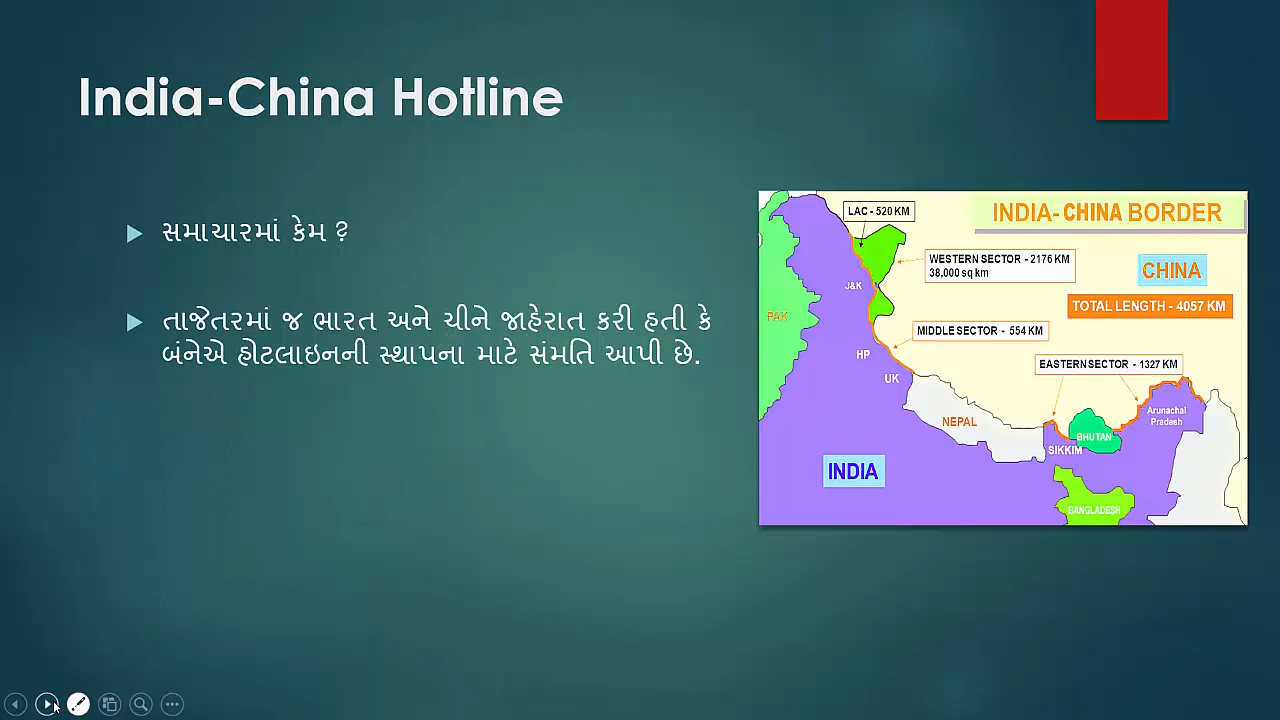 India-China Hotline
સમાચારમાં કેમ ?
તાજેતરમાં જ ભારત અને ચીને જાહેરાત કરી હતી કે
બંનેએ હોટલાઇનની સ્થાપના માટે સંમતિ આપી છે.
INDIA- CHINA BORDER
LAC - 520 KM
WESTERN SECTOR - 2176 KM
38,000 sq km
CHINA
J&K
TOTAL LENGTH - 4057 KM
PAK
MIDDLE SECTOR - 554 KM
HP
EASTERN SECTOR - 1327 KM
UK
Arunachal
Pradesh
NEPAL
BHUTAN
SIKKIM
INDIA
BANGLADESH